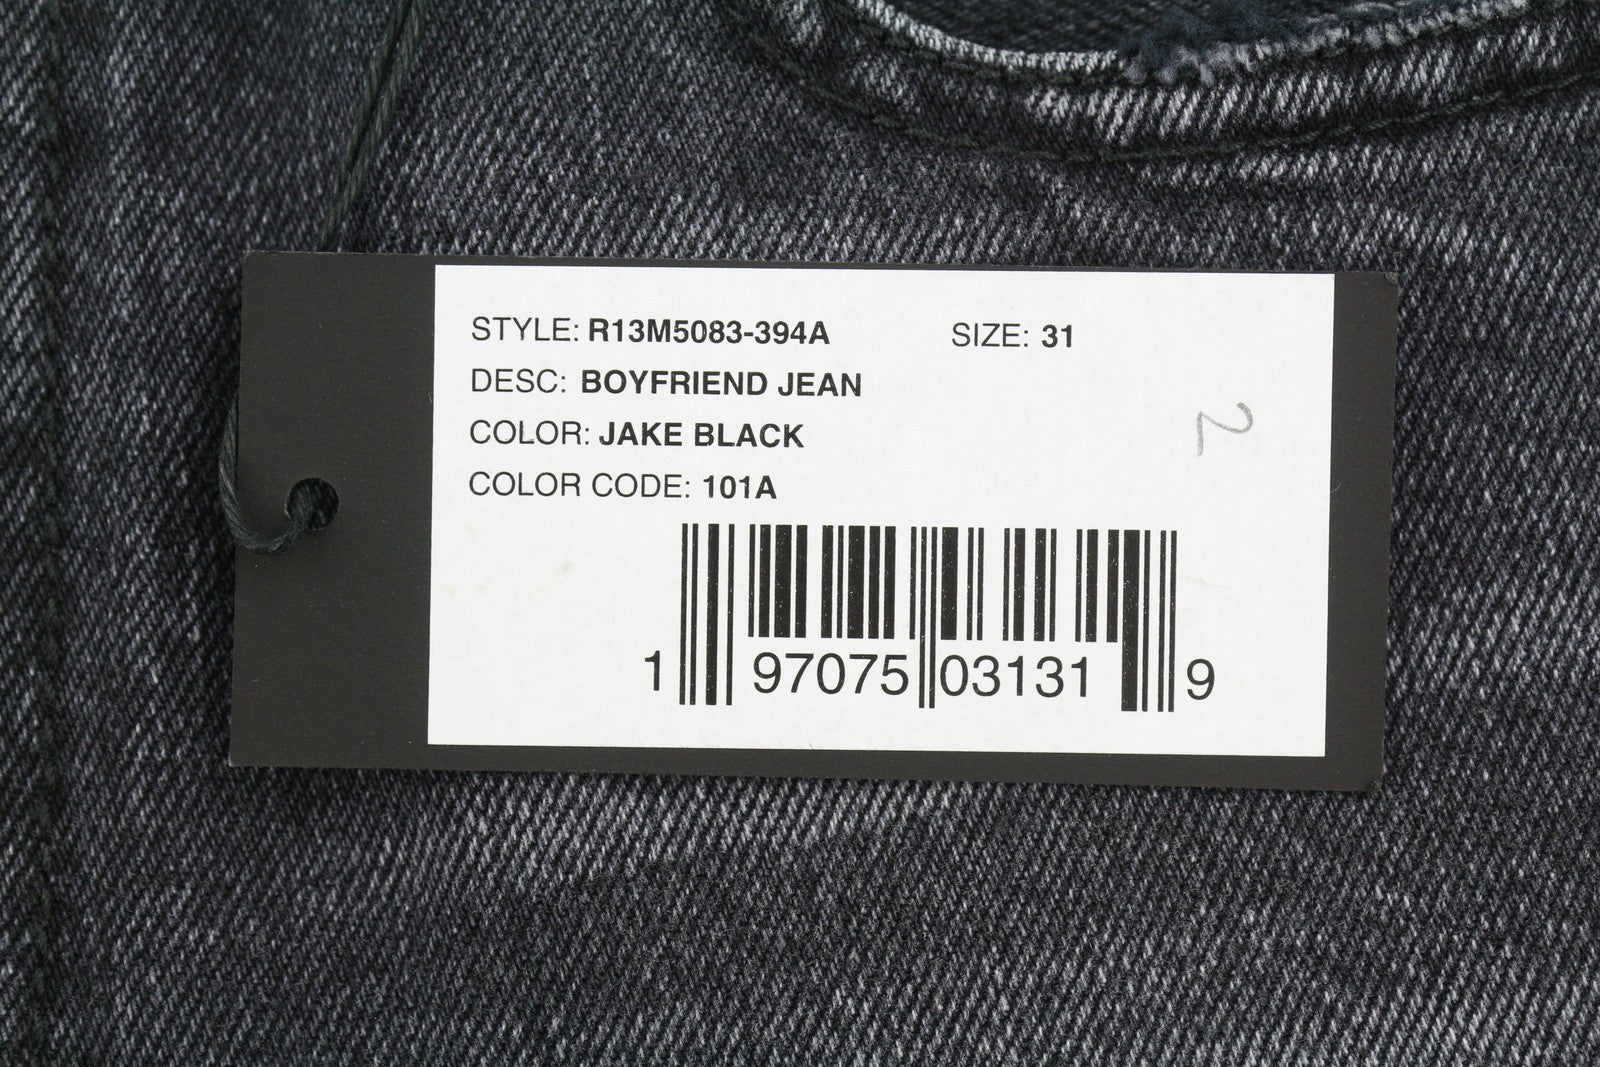 STYLE: R13M5083-394A SIZE: 31
DESC: BOYFRIEND JEAN
COLOR: JAKE BLACK
2
COLOR CODE: 101A
1 97075 03131 9